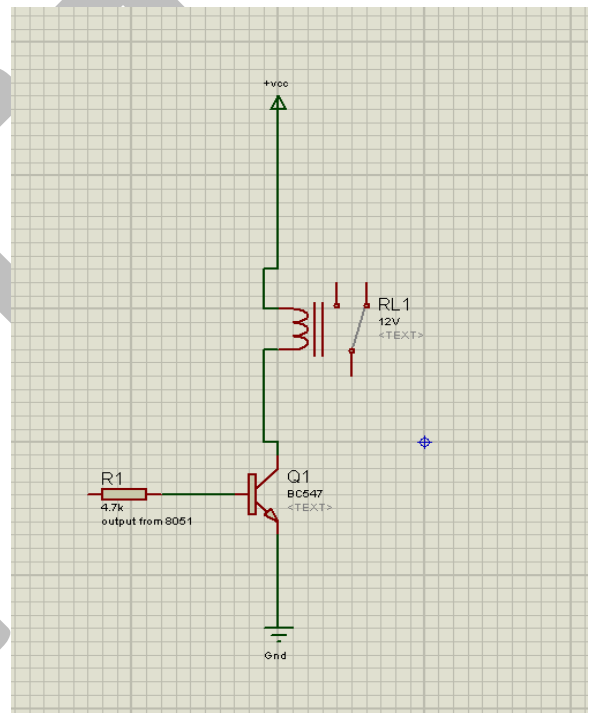 +vcc
RL1
12V
<TEXT>
R1
4.7k
output from 8051
Q1
BC547
<TEXT>
Gnd